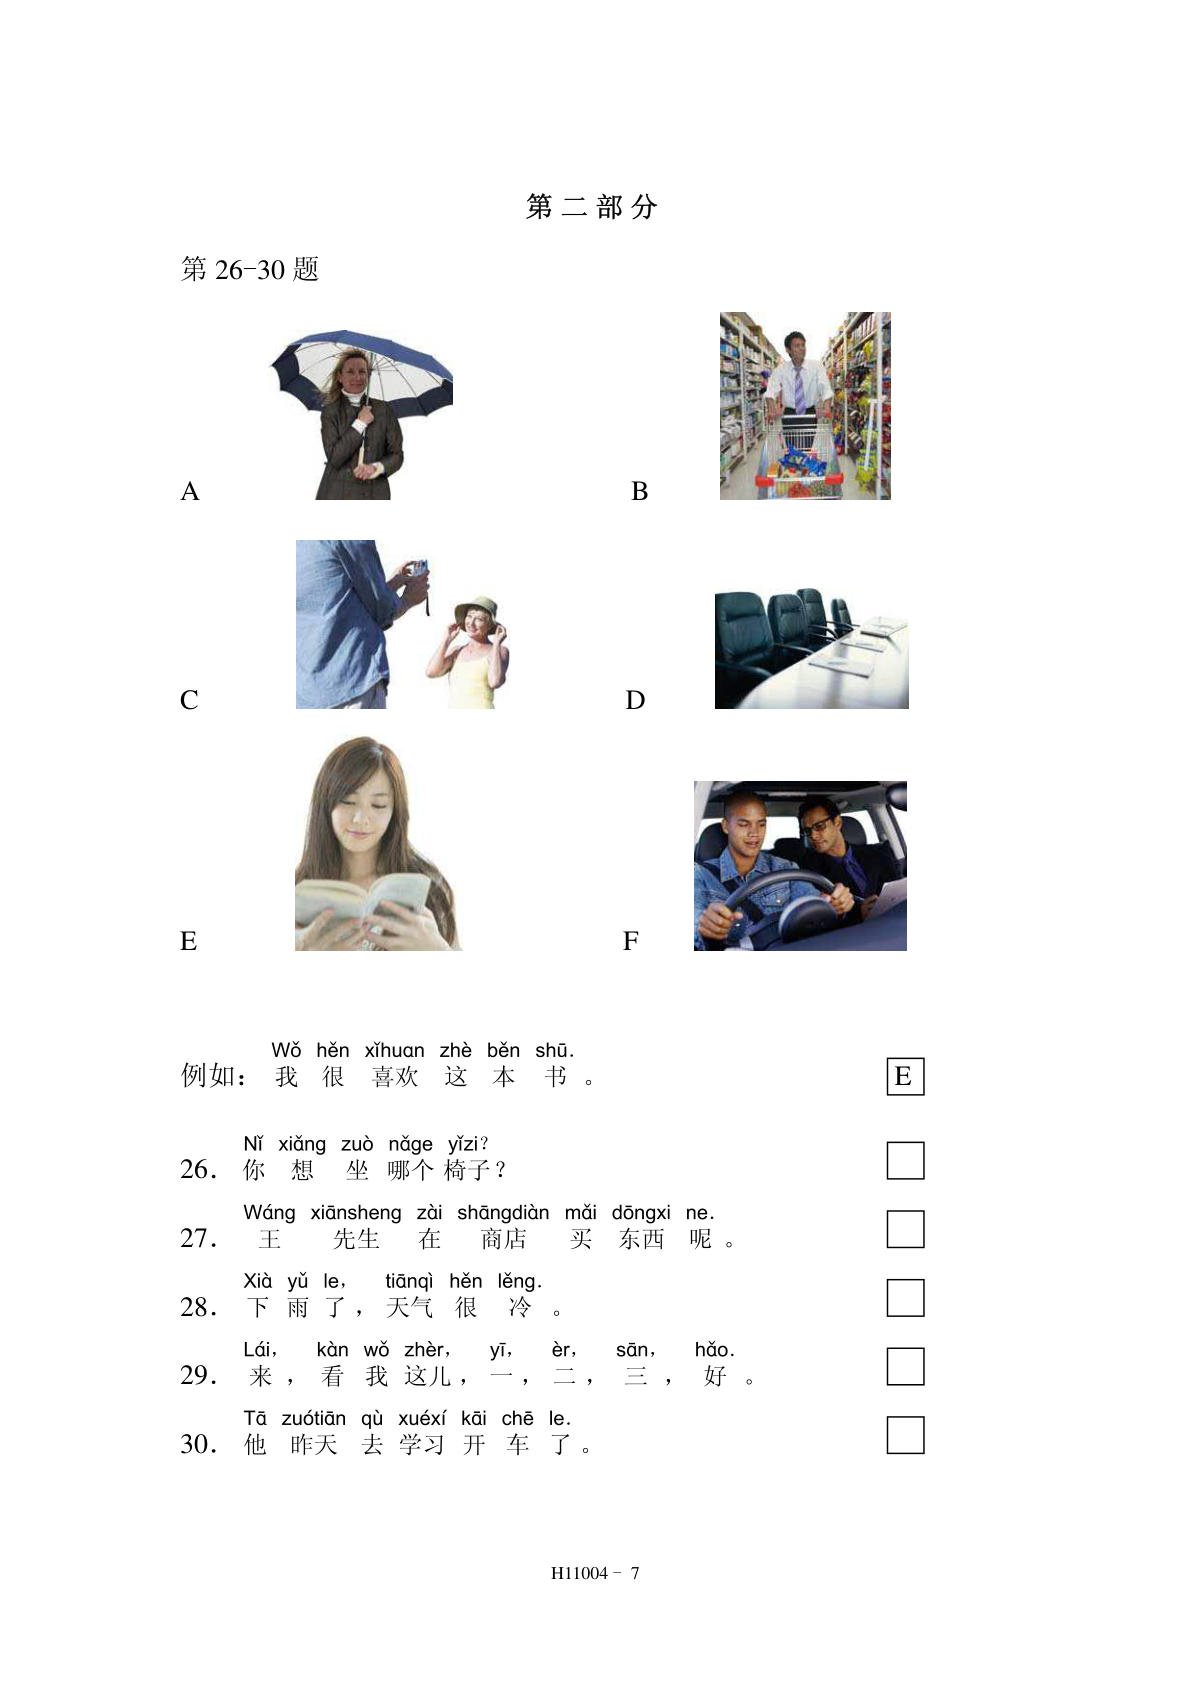 第二部分
第 26-30 题
A
B
C
D
E
F
Wǒ hěn xǐhuan zhè běn shū.
例如： 我 很 喜欢 这 本 书 。
E
Nǐ xiǎng zuò nǎge yǐzi?
26. 你 想 坐 哪个 椅子？
Wáng xiānsheng zài shāngdiàn mǎi dōngxi ne.
27. 王 先生 在 商店 买 东西 呢 。
Xià yǔ le, tiānqì hěn lěng.
28. 下 雨 了 ， 天气 很 冷 。
Lái, kàn wǒ zhèr, yī, èr, sān, hǎo.
29. 来 ， 看 我 这儿 ， 一 ， 二 ， 三 ， 好 。
Tā zuótiān qù xuéxí kāi chē le.
30. 他 昨天 去 学习 开 车 了 。
H11004 - 7